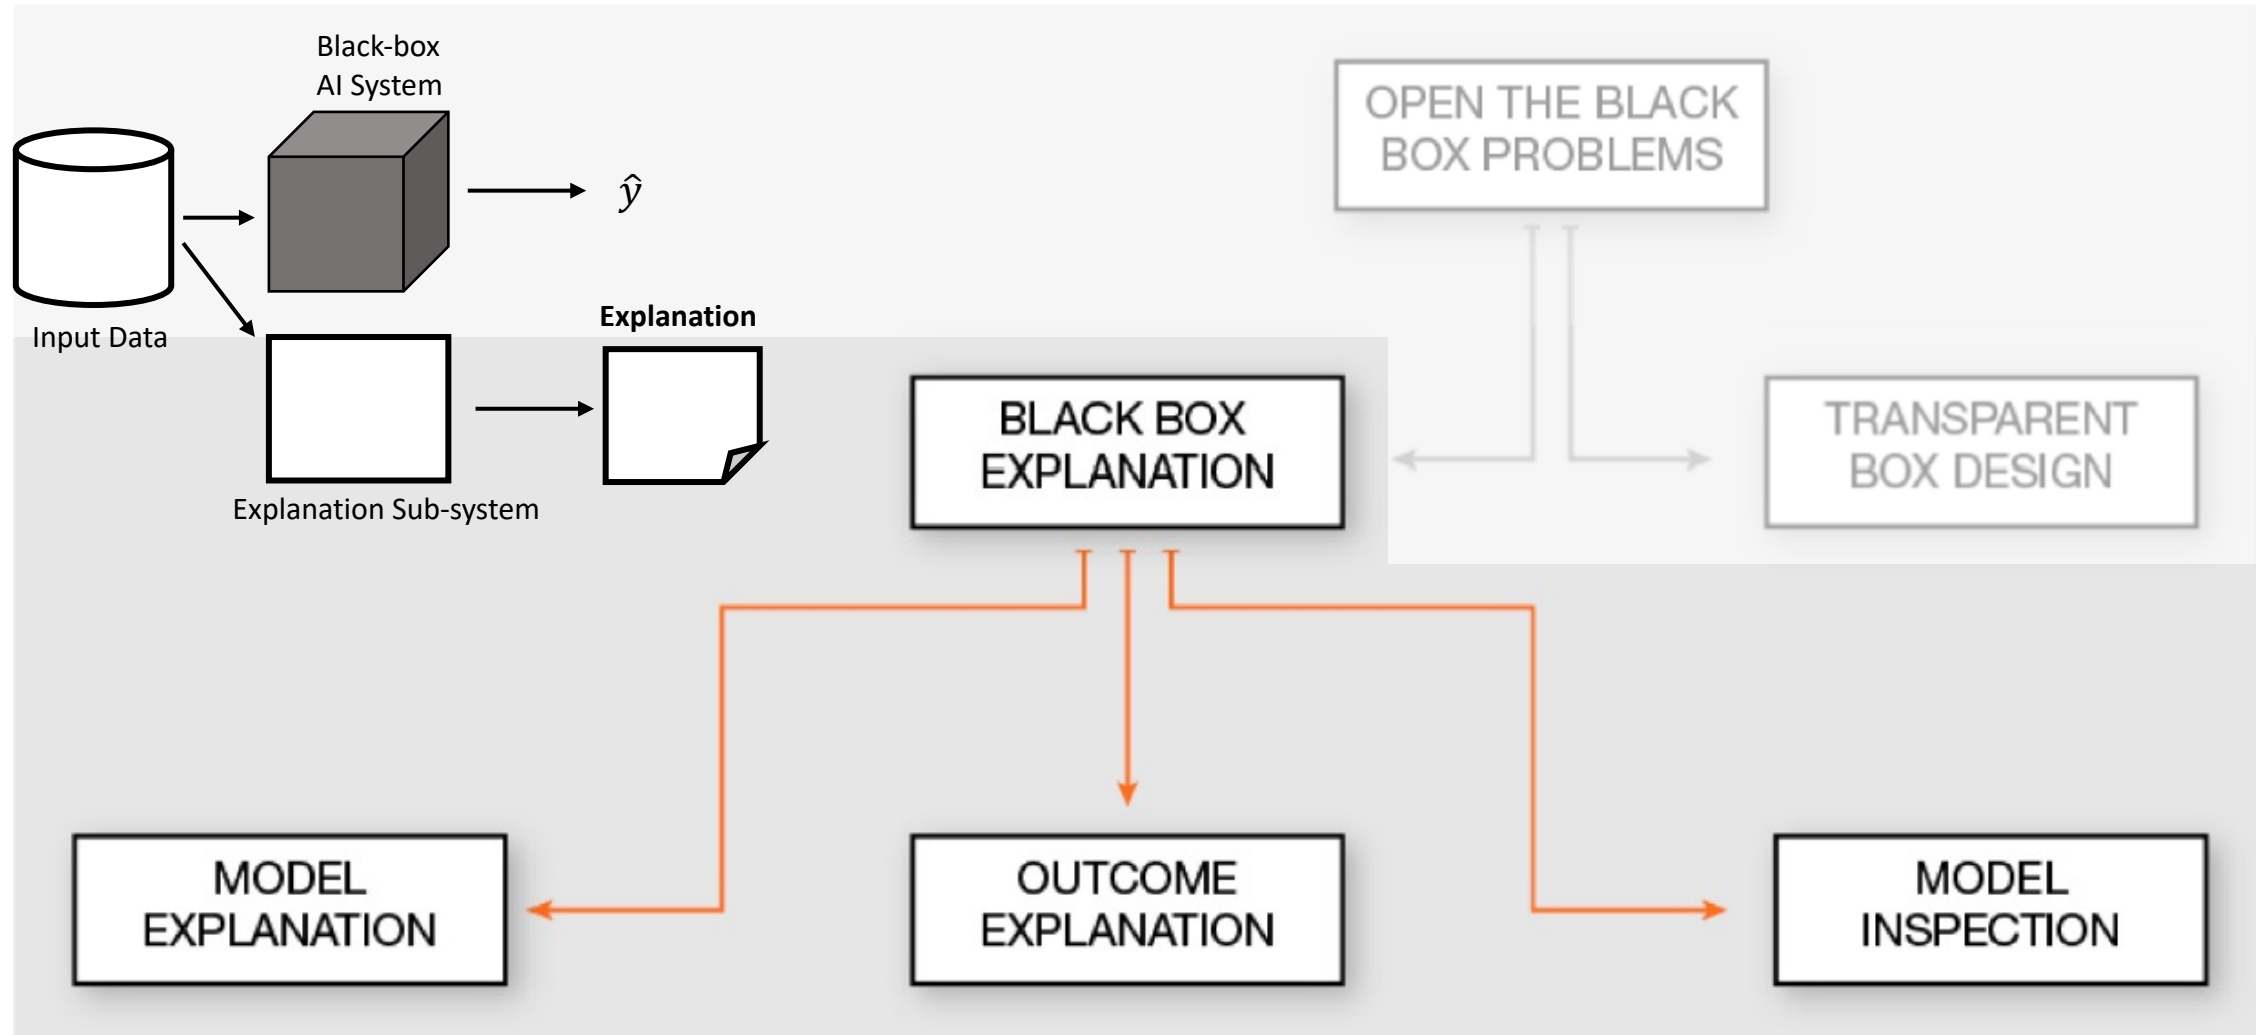 Black-box
AI System
ŷ
Input Data
Explanation
Explanation Sub-system
OPEN THE BLACK
BOX PROBLEMS
BLACK BOX
EXPLANATION
TRANSPARENT
BOX DESIGN
MODEL
EXPLANATION
OUTCOME
EXPLANATION
MODEL
INSPECTION